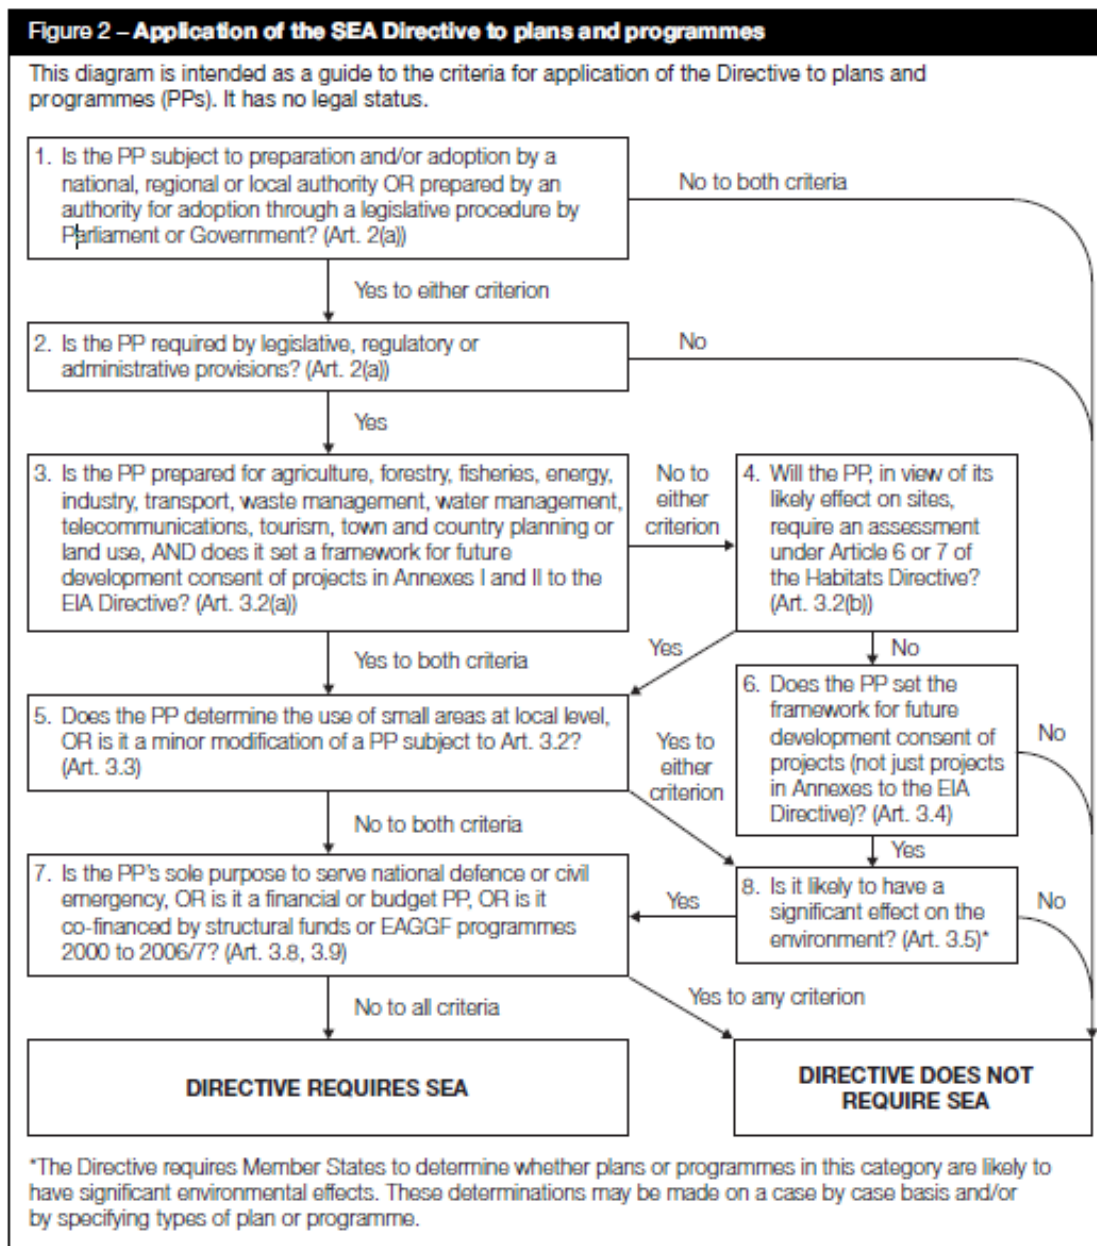 Figure 2 – Application of the SEA Directive to plans and programmes
This diagram is intended as a guide to the criteria for application of the Directive to plans and
programmes (PPs). It has no legal status.
1. Is the PP subject to preparation and/or adoption by a
national, regional or local authority OR prepared by an
authority for adoption through a legislative procedure by
Parliament or Government? (Art. 2(a))
No to both criteria
Yes to either criterion
2. Is the PP required by legislative, regulatory or
administrative provisions? (Art. 2(a))
No
Yes
3. Is the PP prepared for agriculture, forestry, fisheries, energy,
industry, transport, waste management, water management,
telecommunications, tourism, town and country planning or
land use, AND does it set a framework for future
development consent of projects in Annexes I and II to the
EIA Directive? (Art. 3.2(a))
No to
either
criterion
4. Will the PP, in view of its
likely effect on sites,
require an assessment
under Article 6 or 7 of
the Habitats Directive?
(Art. 3.2(b))
Yes to both criteria
Yes
No
5. Does the PP determine the use of small areas at local level,
OR is it a minor modification of a PP subject to Art. 3.2?
(Art. 3.3)
Yes to
either
criterion
6. Does the PP set the
framework for future
development consent of
projects (not just projects
in Annexes to the EIA
Directive)? (Art. 3.4)
No
No to both criteria
Yes
7. Is the PP's sole purpose to serve national defence or civil
emergency, OR is it a financial or budget PP, OR is it
co-financed by structural funds or EAGGF programmes
2000 to 2006/7? (Art. 3.8, 3.9)
Yes
8. Is it likely to have a
significant effect on the
environment? (Art. 3.5)*
No
No to all criteria
Yes to any criterion
DIRECTIVE REQUIRES SEA
DIRECTIVE DOES NOT
REQUIRE SEA
*The Directive requires Member States to determine whether plans or programmes in this category are likely to
have significant environmental effects. These determinations may be made on a case by case basis and/or
by specifying types of plan or programme.